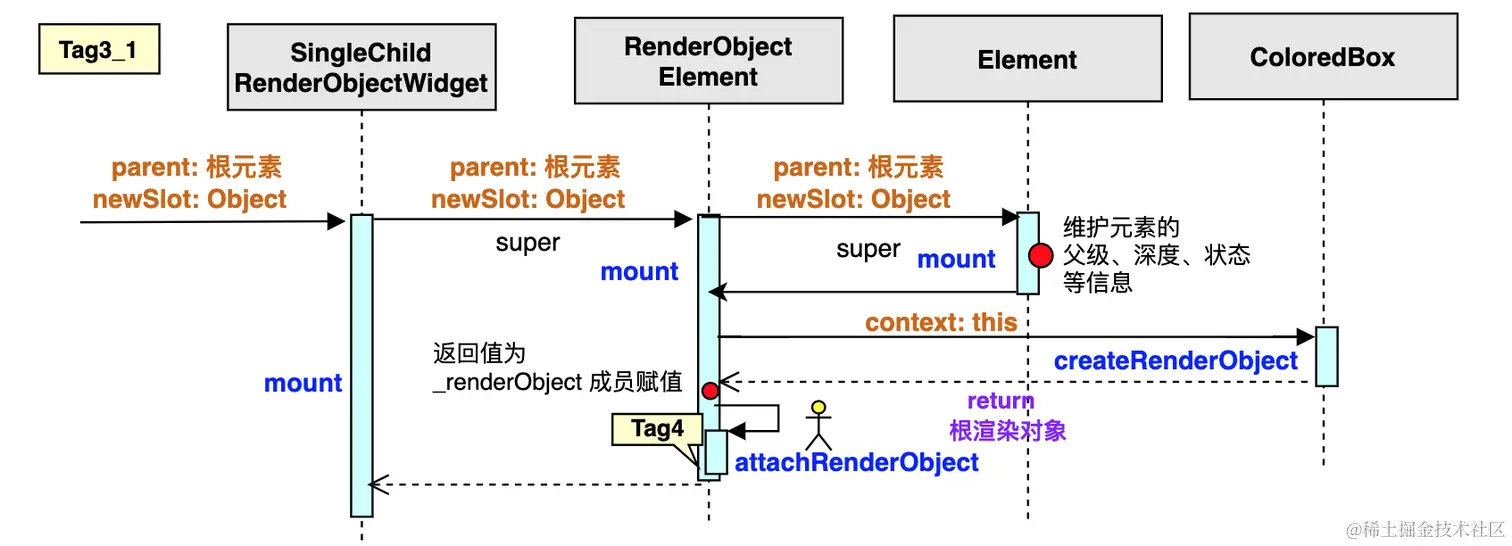 Tag3_1
SingleChild
RenderObjectWidget
RenderObject
Element
Element
ColoredBox
parent: 根元素
newSlot: Object
parent: 根元素
newSlot: Object
parent: 根元素
newSlot: Object
super
super
mount
mount
维护元素的
父级、深度、状态
等信息
context: this
createRenderObject
返回值为
_renderObject 成员赋值
mount
return
根渲染对象
Tag4
attachRenderObject
@稀土掘金技术社区